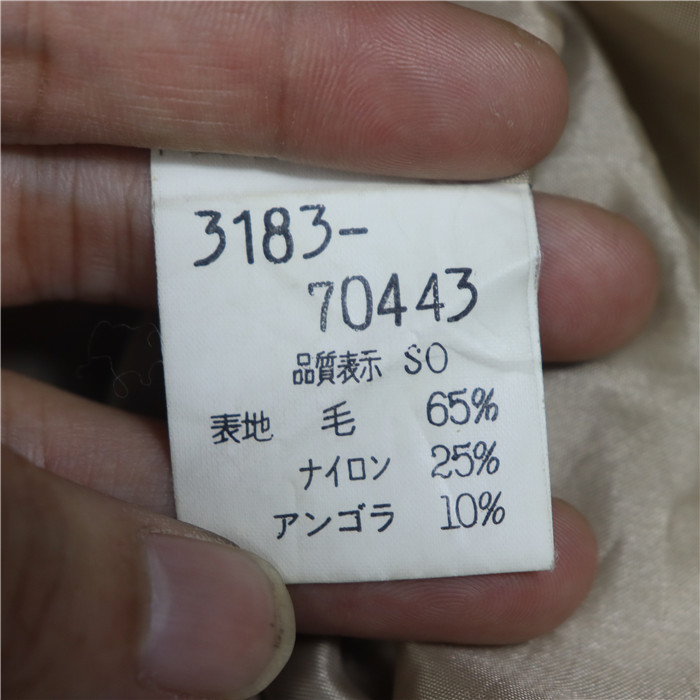 3183-
70443
品質表示 SO
表地 毛 65%
ナイロン 25%
アンゴラ 10%